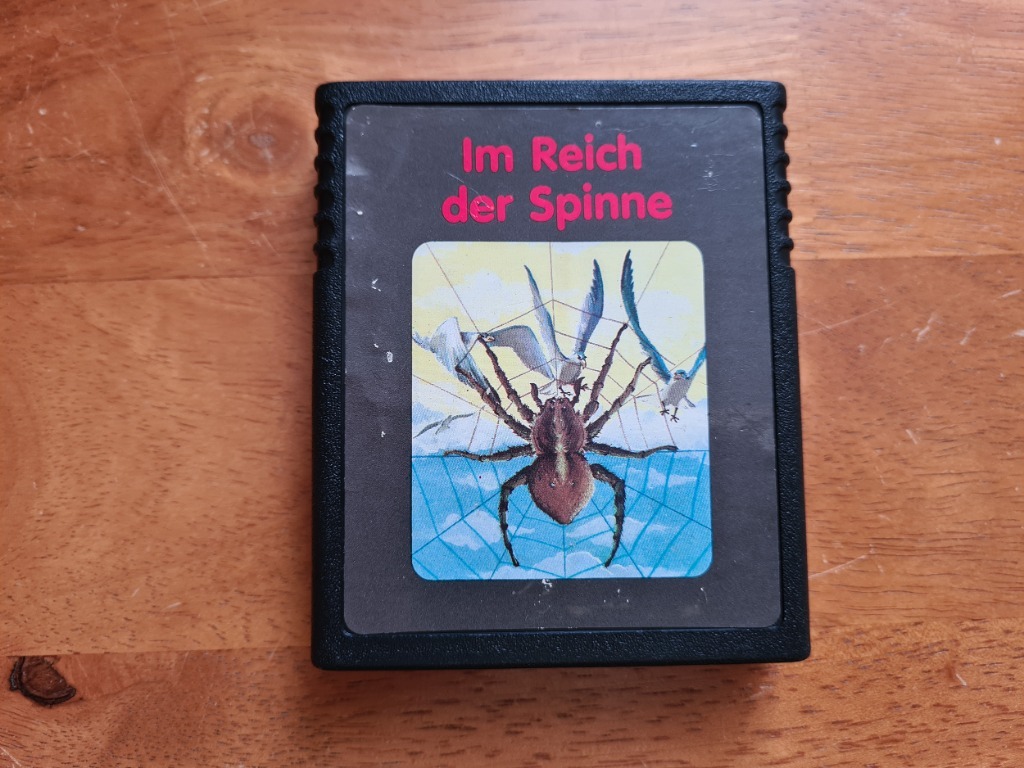 Im Reich
der Spinne